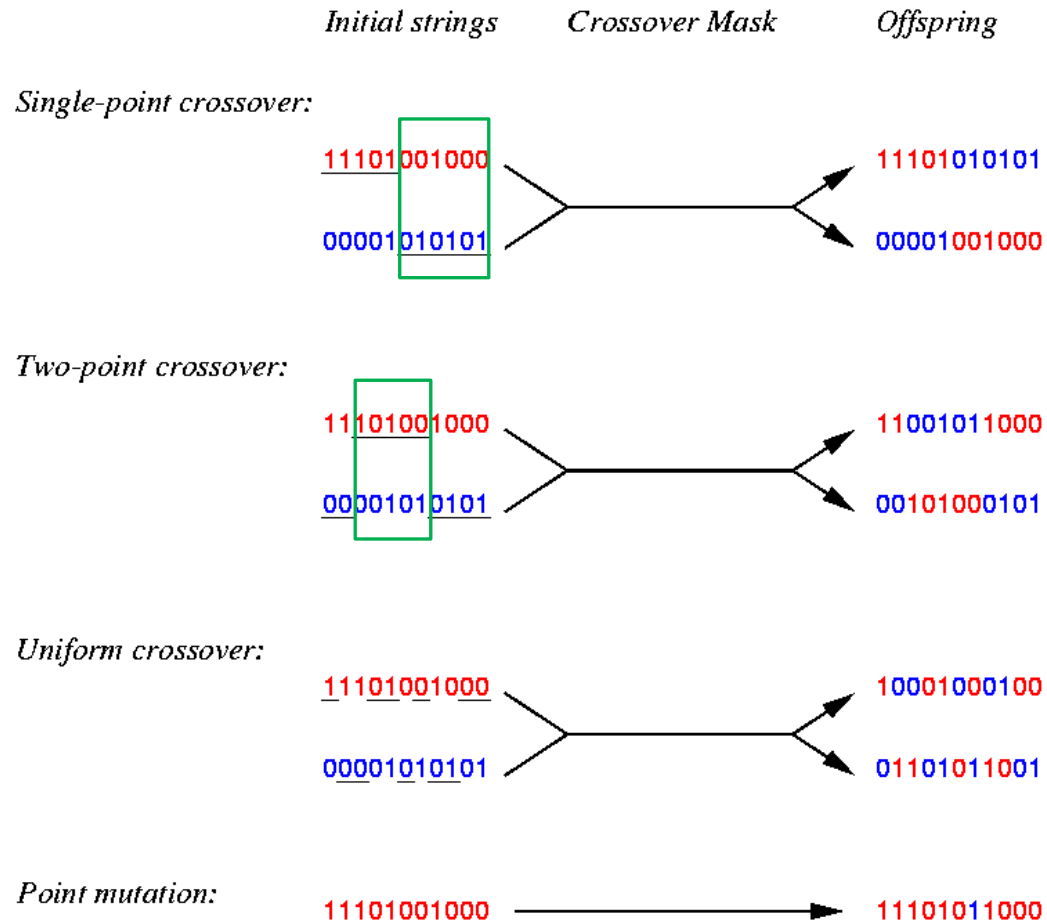 Initial strings Crossover Mask Offspring
Single-point crossover:
11101001000 11101010101
00001010101 00001001000
Two-point crossover:
11101001000 11001011000
00001010101 00101000101
Uniform crossover:
11101001000 10001000100
00001010101 01101011001
Point mutation:
11101001000 11101011000